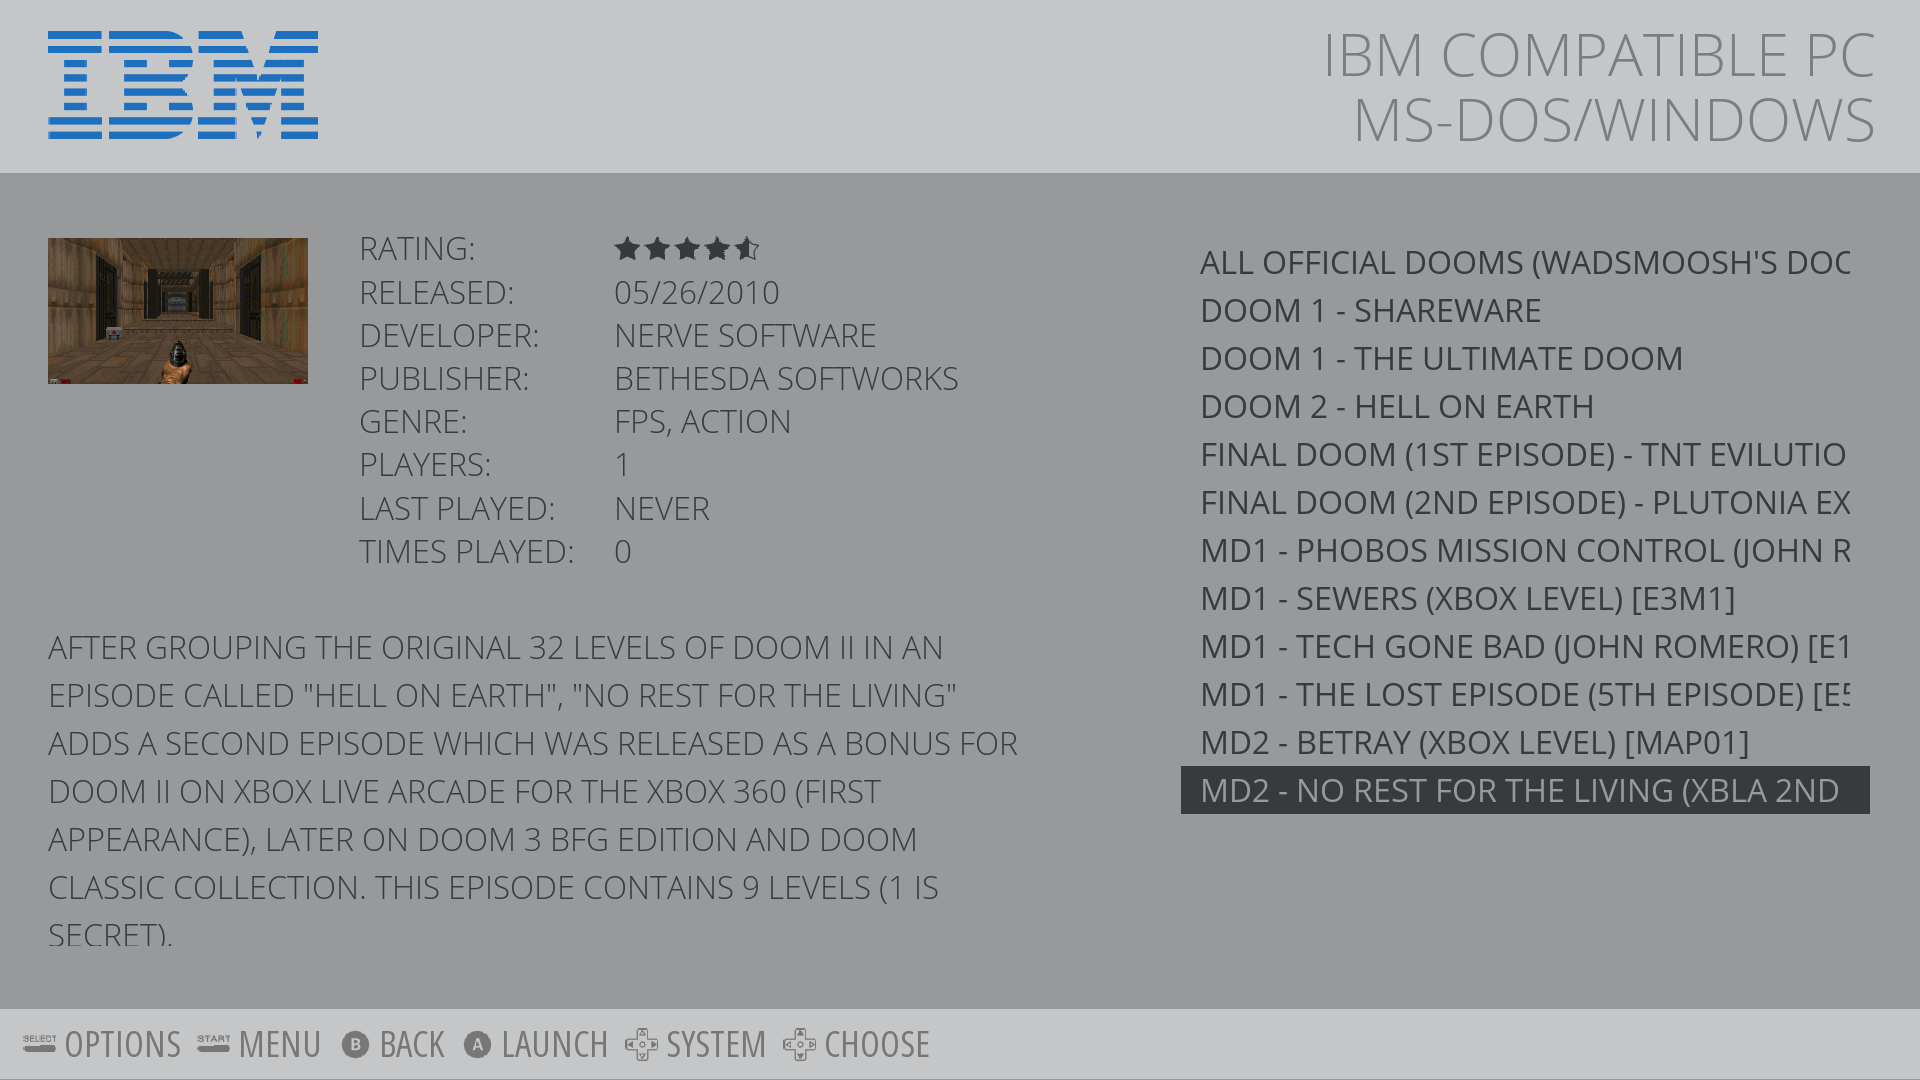 IBM
IBM COMPATIBLE PC
MS-DOS/WINDOWS
RATING:
RELEASED: 05/26/2010
DEVELOPER: NERVE SOFTWARE
PUBLISHER: BETHESDA SOFTWORKS
GENRE: FPS, ACTION
PLAYERS: 1
LAST PLAYED: NEVER
TIMES PLAYED: 0
AFTER GROUPING THE ORIGINAL 32 LEVELS OF DOOM II IN AN
EPISODE CALLED "HELL ON EARTH", "NO REST FOR THE LIVING"
ADDS A SECOND EPISODE WHICH WAS RELEASED AS A BONUS FOR
DOOM II ON XBOX LIVE ARCADE FOR THE XBOX 360 (FIRST
APPEARANCE), LATER ON DOOM 3 BFG EDITION AND DOOM
CLASSIC COLLECTION. THIS EPISODE CONTAINS 9 LEVELS (1 IS
SECRET).
ALL OFFICIAL DOOMS (WADSMOOSH'S DOC
DOOM 1 - SHAREWARE
DOOM 1 - THE ULTIMATE DOOM
DOOM 2 - HELL ON EARTH
FINAL DOOM (1ST EPISODE) - TNT EVILUTIO
FINAL DOOM (2ND EPISODE) - PLUTONIA EX
MD1 - PHOBOS MISSION CONTROL (JOHN R
MD1 - SEWERS (XBOX LEVEL) [E3M1]
MD1 - TECH GONE BAD (JOHN ROMERO) [E1
MD1 - THE LOST EPISODE (5TH EPISODE) [E5
MD2 - BETRAY (XBOX LEVEL) [MAP01]
MD2 - NO REST FOR THE LIVING (XBLA 2ND
SELECT OPTIONS START MENU B BACK A LAUNCH SYSTEM CHOOSE